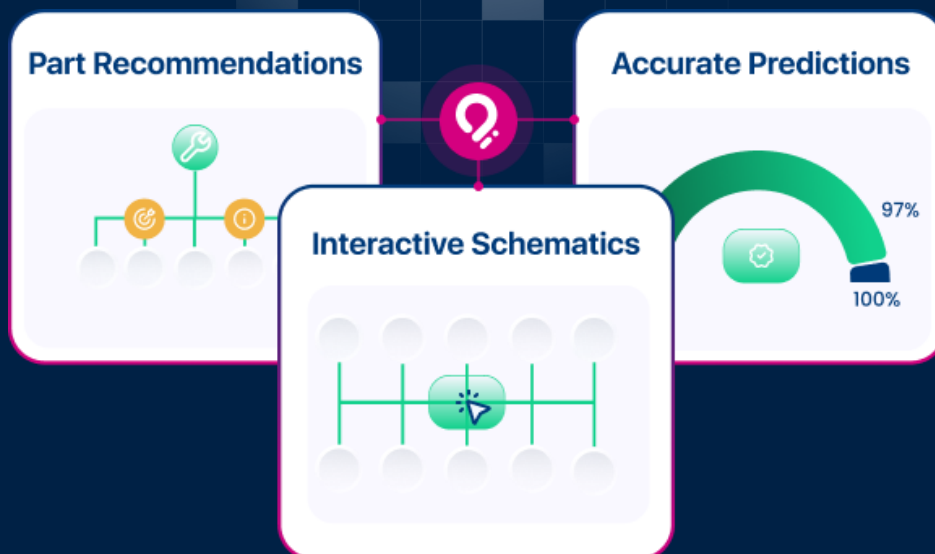 Part Recommendations
Accurate Predictions
97%
100%
Interactive Schematics